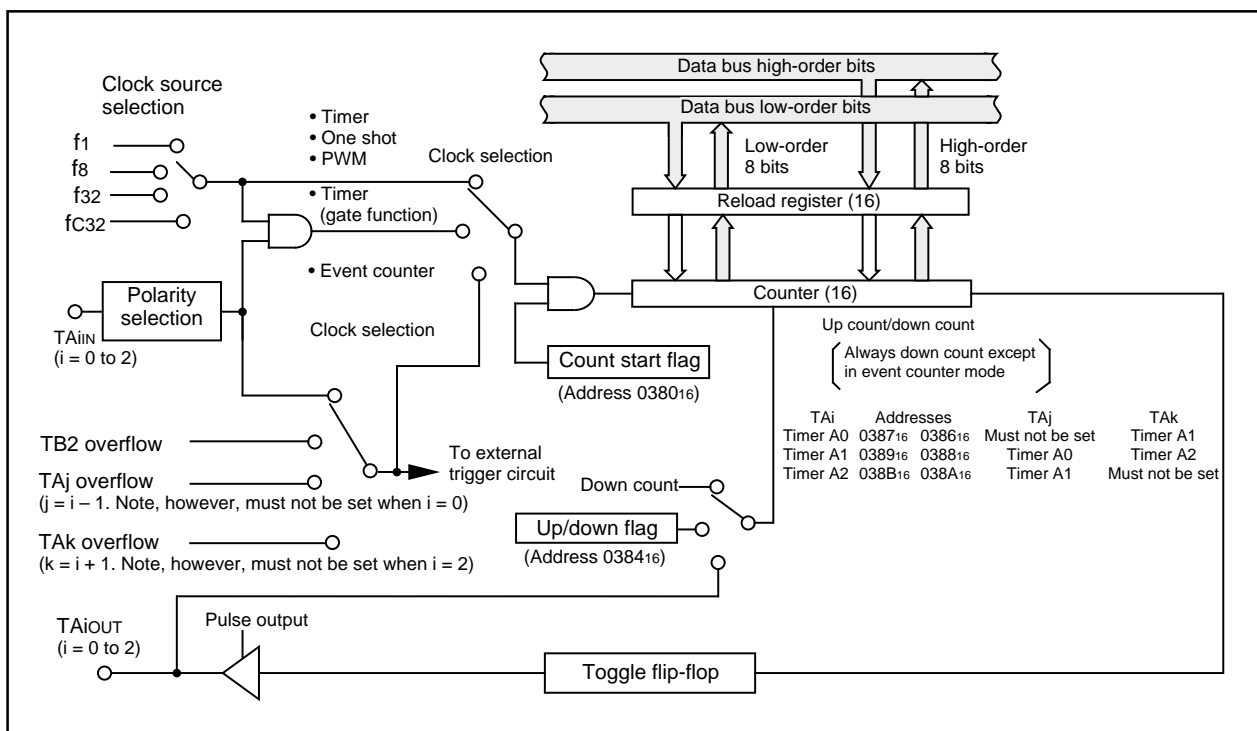 Data bus high-order bits
Data bus low-order bits
Clock source
selection
f1
f8
f32
fC32
• Timer
• One shot
• PWM
Clock selection
• Timer
(gate function)
• Event counter
Low-order
8 bits
High-order
8 bits
Reload register (16)
Counter (16)
Polarity
selection
TAiIN
(i = 0 to 2)
Clock selection
Count start flag
(Address 038016)
Up count/down count
Always down count except
in event counter mode
TAi Addresses TAj TAk
Timer A0 038716 038616 Must not be set Timer A1
Timer A1 038916 038816 Timer A0 Timer A2
Timer A2 038B16 038A16 Timer A1 Must not be set
TB2 overflow
To external
trigger circuit
TAj overflow
(j = i – 1. Note, however, must not be set when i = 0)
TAk overflow
(k = i + 1. Note, however, must not be set when i = 2)
Down count
Up/down flag
(Address 038416)
TAiOUT
(i = 0 to 2)
Pulse output
Toggle flip-flop